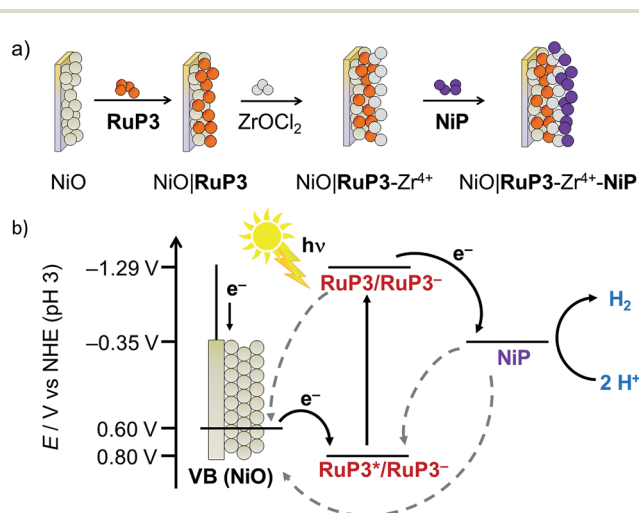 a)
RuP3
ZrOCl₂
NiP
NiO
NiO|RuP3
NiO|RuP3-Zr⁴⁺
NiO|RuP3-Zr⁴⁺-NiP
b)
E / V vs NHE (pH 3)
–1.29 V
–0.35 V
0.60 V
0.80 V
hν
e⁻
RuP3/RuP3⁻
e⁻
H₂
NiP
2 H⁺
e⁻
VB (NiO)
RuP3*/RuP3⁻